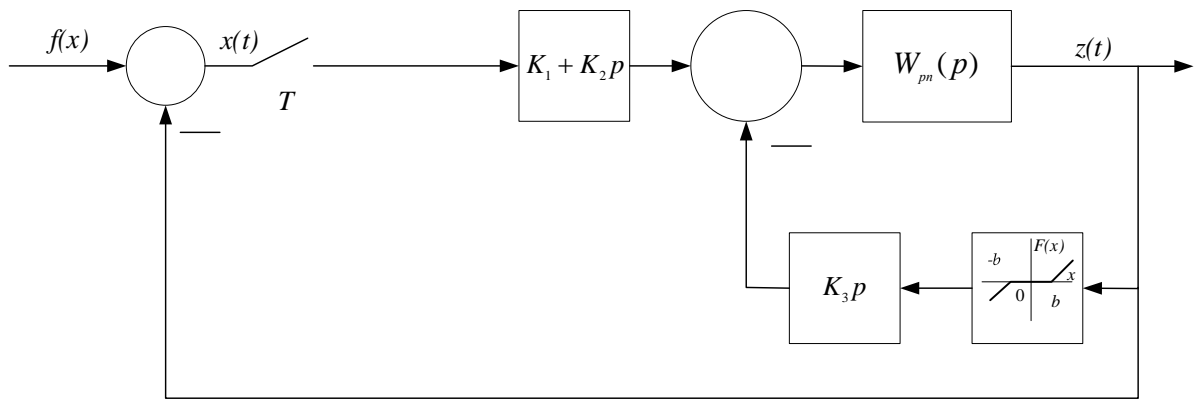 f(x)
x(t)
T
K₁ + K₂p
Wₚₙ(p)
z(t)
K₃p
F(x)
-b
x
0
b